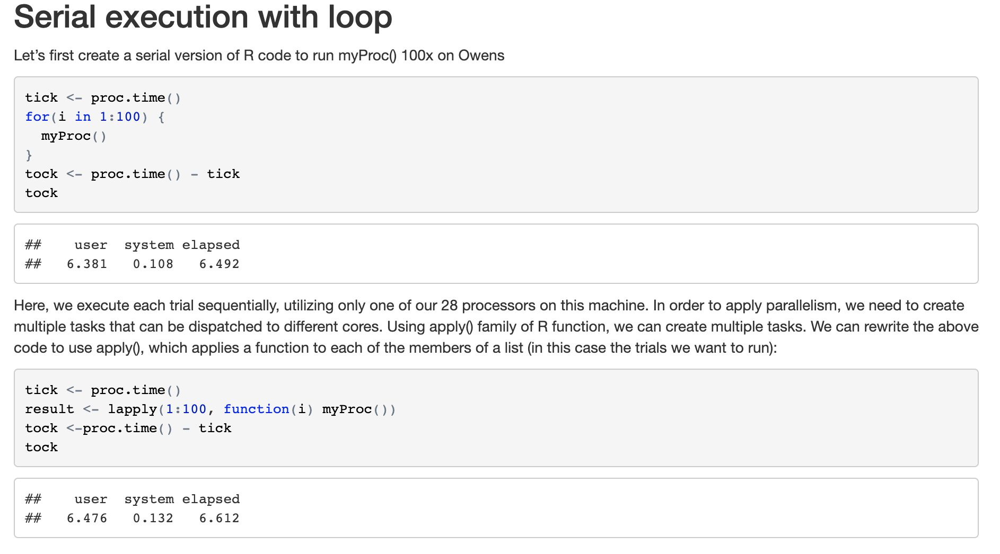 Serial execution with loop
Let’s first create a serial version of R code to run myProc() 100x on Owens
tick <- proc.time()
for(i in 1:100) {
  myProc()
}
tock <- proc.time() - tick
tock
##    user  system elapsed
##   6.381   0.108   6.492
Here, we execute each trial sequentially, utilizing only one of our 28 processors on this machine. In order to apply parallelism, we need to create
multiple tasks that can be dispatched to different cores. Using apply() family of R function, we can create multiple tasks. We can rewrite the above
code to use apply(), which applies a function to each of the members of a list (in this case the trials we want to run):
tick <- proc.time()
result <- lapply(1:100, function(i) myProc())
tock <-proc.time() - tick
tock
##    user  system elapsed
##   6.476   0.132   6.612